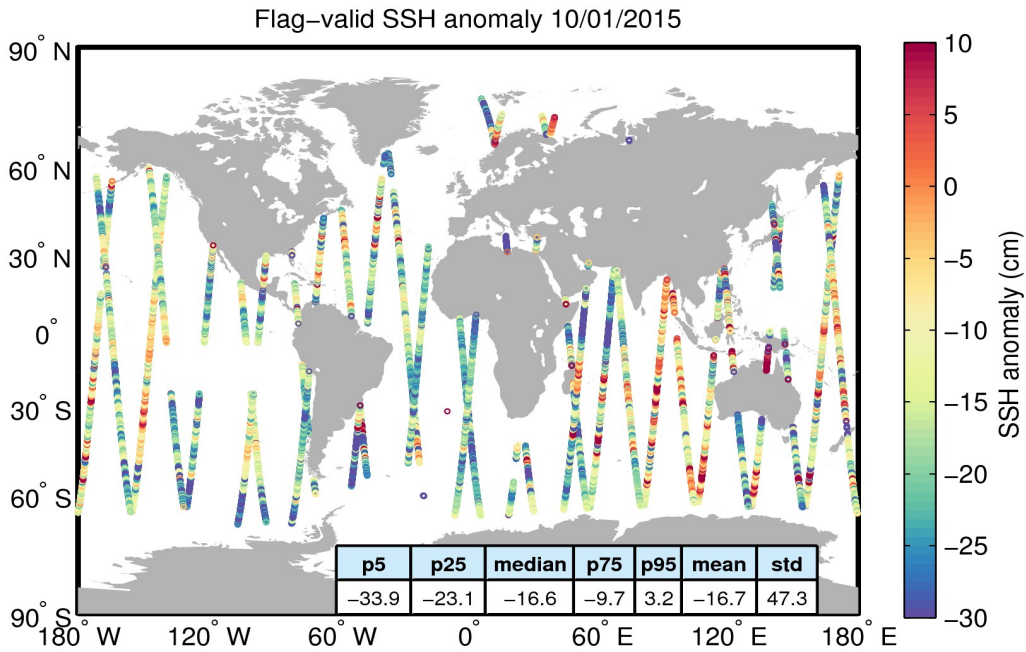 Flag−valid SSH anomaly 10/01/2015
90° N
60° N
30° N
0°
30° S
60° S
90° S
180° W
120° W
60° W
0°
60° E
120° E
180° E
p5 p25 median p75 p95 mean std
−33.9 −23.1 −16.6 −9.7 3.2 −16.7 47.3
10
5
0
−5
−10
−15
−20
−25
−30
SSH anomaly (cm)